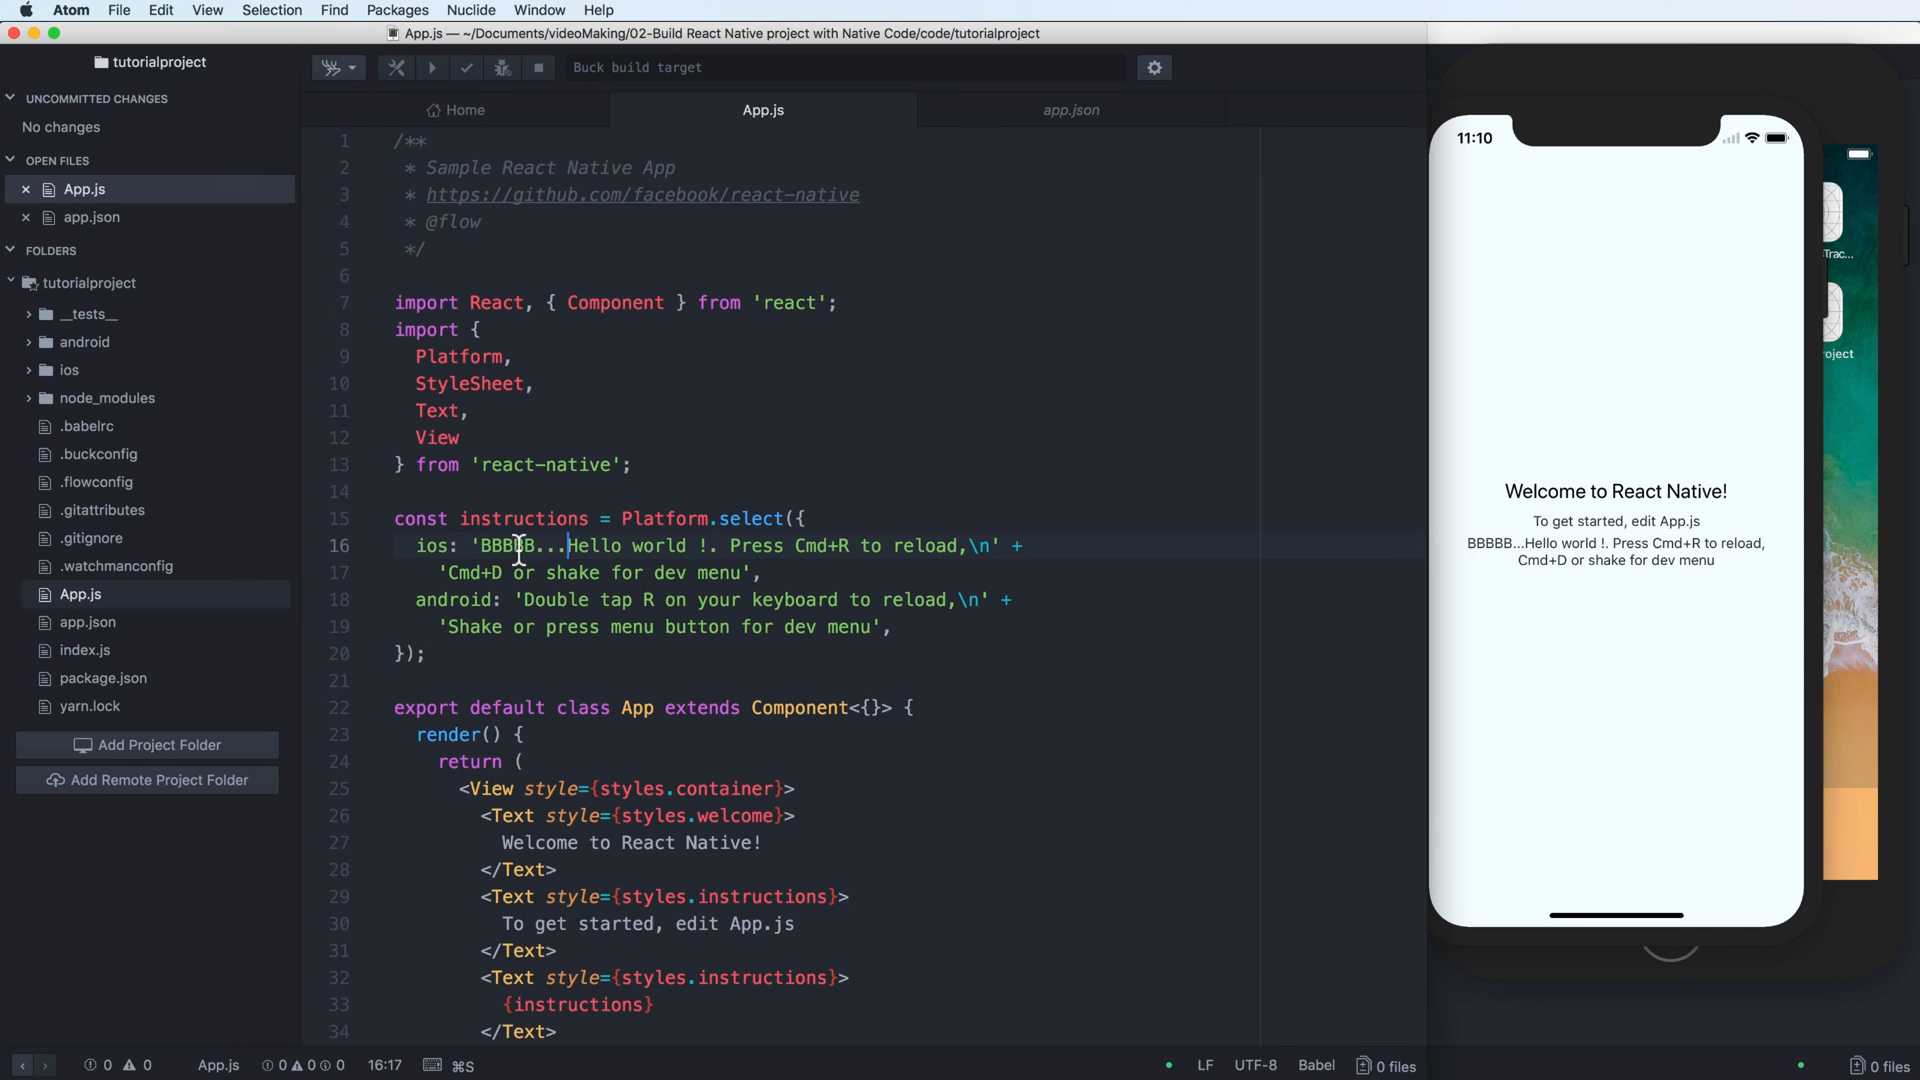 Atom File Edit View Selection Find Packages Nuclide Window Help
App.js — ~/Documents/videoMaking/02-Build React Native project with Native Code/code/tutorialproject
tutorialproject
UNCOMMITTED CHANGES
No changes
OPEN FILES
App.js
app.json
FOLDERS
tutorialproject
__tests__
android
ios
node_modules
.babelrc
.buckconfig
.flowconfig
.gitattributes
.gitignore
.watchmanconfig
App.js
app.json
index.js
package.json
yarn.lock
Add Project Folder
Add Remote Project Folder
Buck build target
Home App.js app.json
1 /**
2 * Sample React Native App
3 * https://github.com/facebook/react-native
4 * @flow
5 */
6
7 import React, { Component } from 'react';
8 import {
9 Platform,
10 StyleSheet,
11 Text,
12 View
13 } from 'react-native';
14
15 const instructions = Platform.select({
16 ios: 'BBBBB...Hello world !. Press Cmd+R to reload,\n' +
17 'Cmd+D or shake for dev menu',
18 android: 'Double tap R on your keyboard to reload,\n' +
19 'Shake or press menu button for dev menu',
20 });
21
22 export default class App extends Component<{}> {
23 render() {
24 return (
25 <View style={styles.container}>
26 <Text style={styles.welcome}>
27 Welcome to React Native!
28 </Text>
29 <Text style={styles.instructions}>
30 To get started, edit App.js
31 </Text>
32 <Text style={styles.instructions}>
33 {instructions}
34 </Text>
11:10
Welcome to React Native!
To get started, edit App.js
BBBBB...Hello world !. Press Cmd+R to reload,
Cmd+D or shake for dev menu
Trac...
oject
0 0 App.js 0 0 0 16:17 ⌘S LF UTF-8 Babel 0 files 0 files